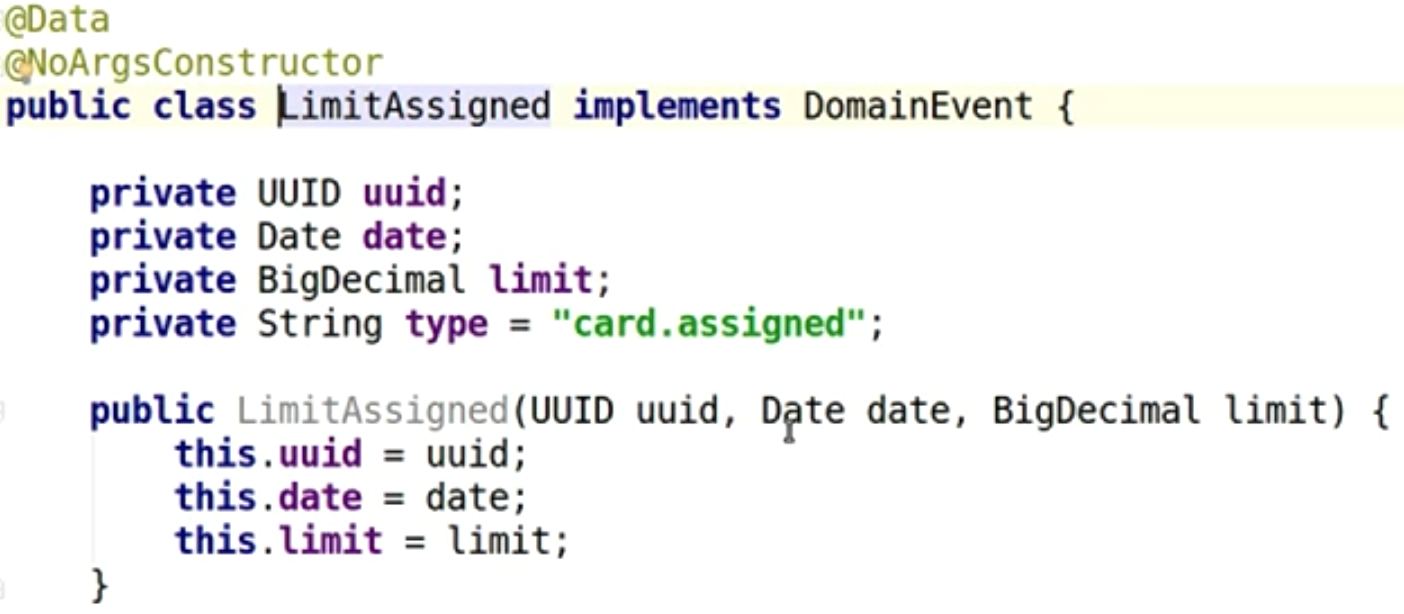 @Data
@NoArgsConstructor
public class LimitAssigned implements DomainEvent {
private UUID uuid;
private Date date;
private BigDecimal limit;
private String type = "card.assigned";
public LimitAssigned(UUID uuid, Date date, BigDecimal limit) {
this.uuid = uuid;
this.date = date;
this.limit = limit;
}